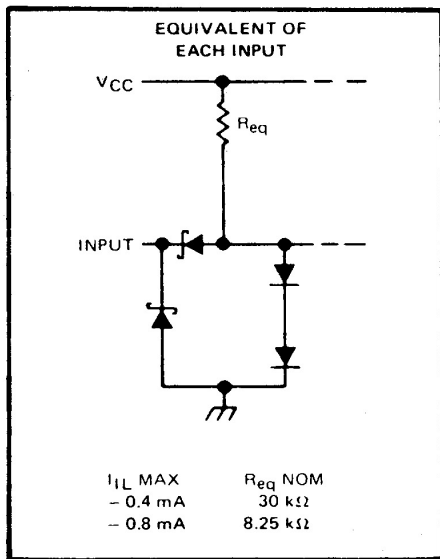 EQUIVALENT OF
EACH INPUT
VCC
Req
INPUT
IIL MAX Req NOM
– 0.4 mA 30 kΩ
– 0.8 mA 8.25 kΩ